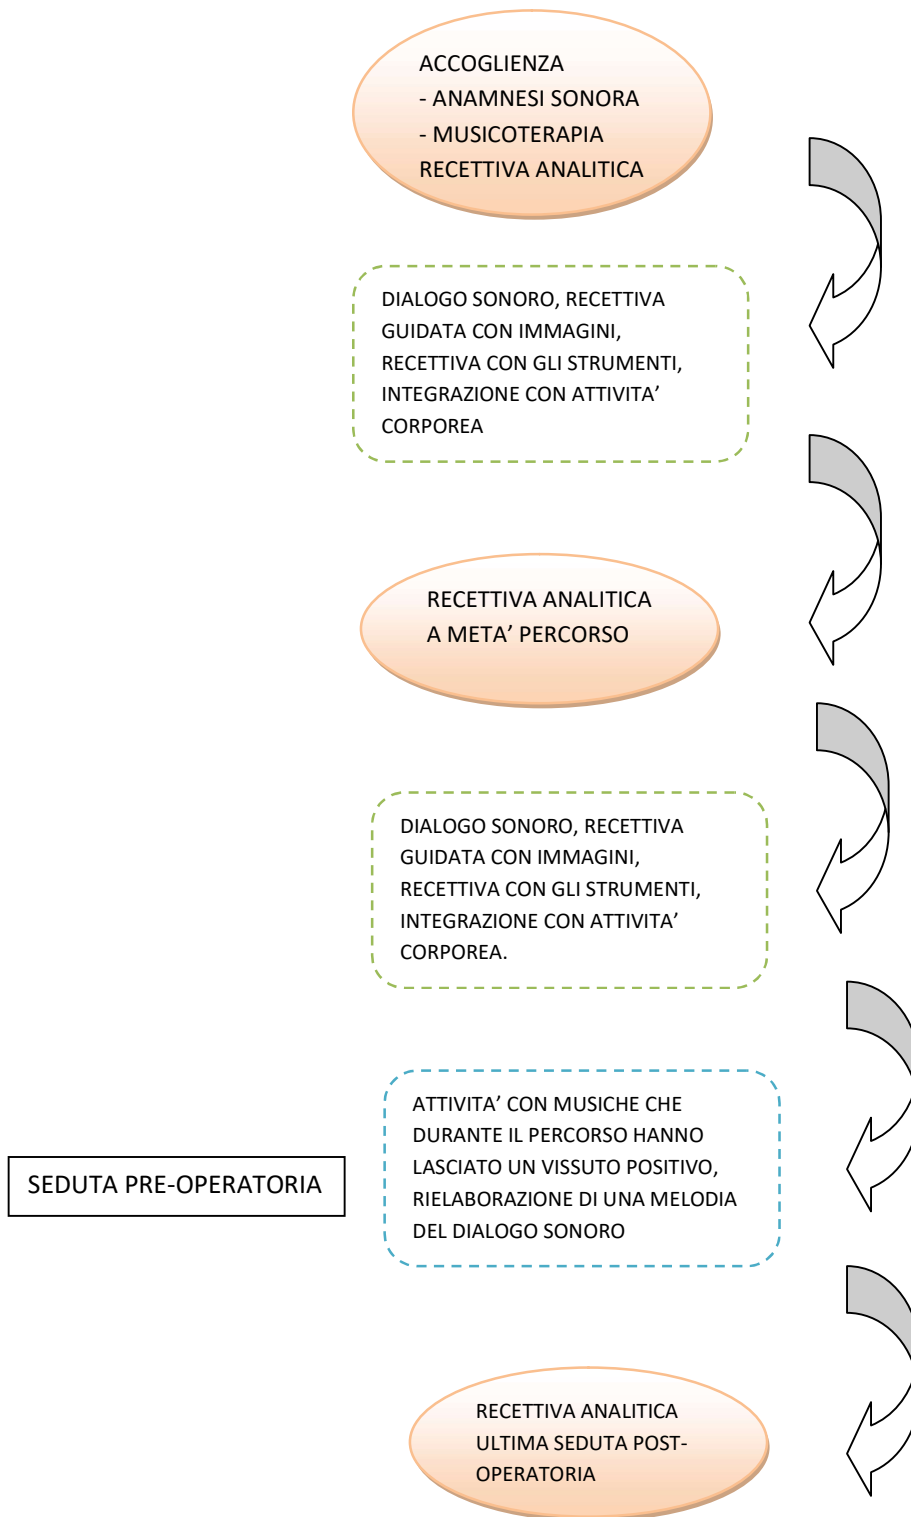 ACCOGLIENZA
- ANAMNESI SONORA
- MUSICOTERAPIA
RECETTIVA ANALITICA
DIALOGO SONORO, RECETTIVA
GUIDATA CON IMMAGINI,
RECETTIVA CON GLI STRUMENTI,
INTEGRAZIONE CON ATTIVITA’
CORPOREA
RECETTIVA ANALITICA
A META’ PERCORSO
DIALOGO SONORO, RECETTIVA
GUIDATA CON IMMAGINI,
RECETTIVA CON GLI STRUMENTI,
INTEGRAZIONE CON ATTIVITA’
CORPOREA.
SEDUTA PRE-OPERATORIA
ATTIVITA’ CON MUSICHE CHE
DURANTE IL PERCORSO HANNO
LASCIATO UN VISSUTO POSITIVO,
RIELABORAZIONE DI UNA MELODIA
DEL DIALOGO SONORO
RECETTIVA ANALITICA
ULTIMA SEDUTA POST-
OPERATORIA